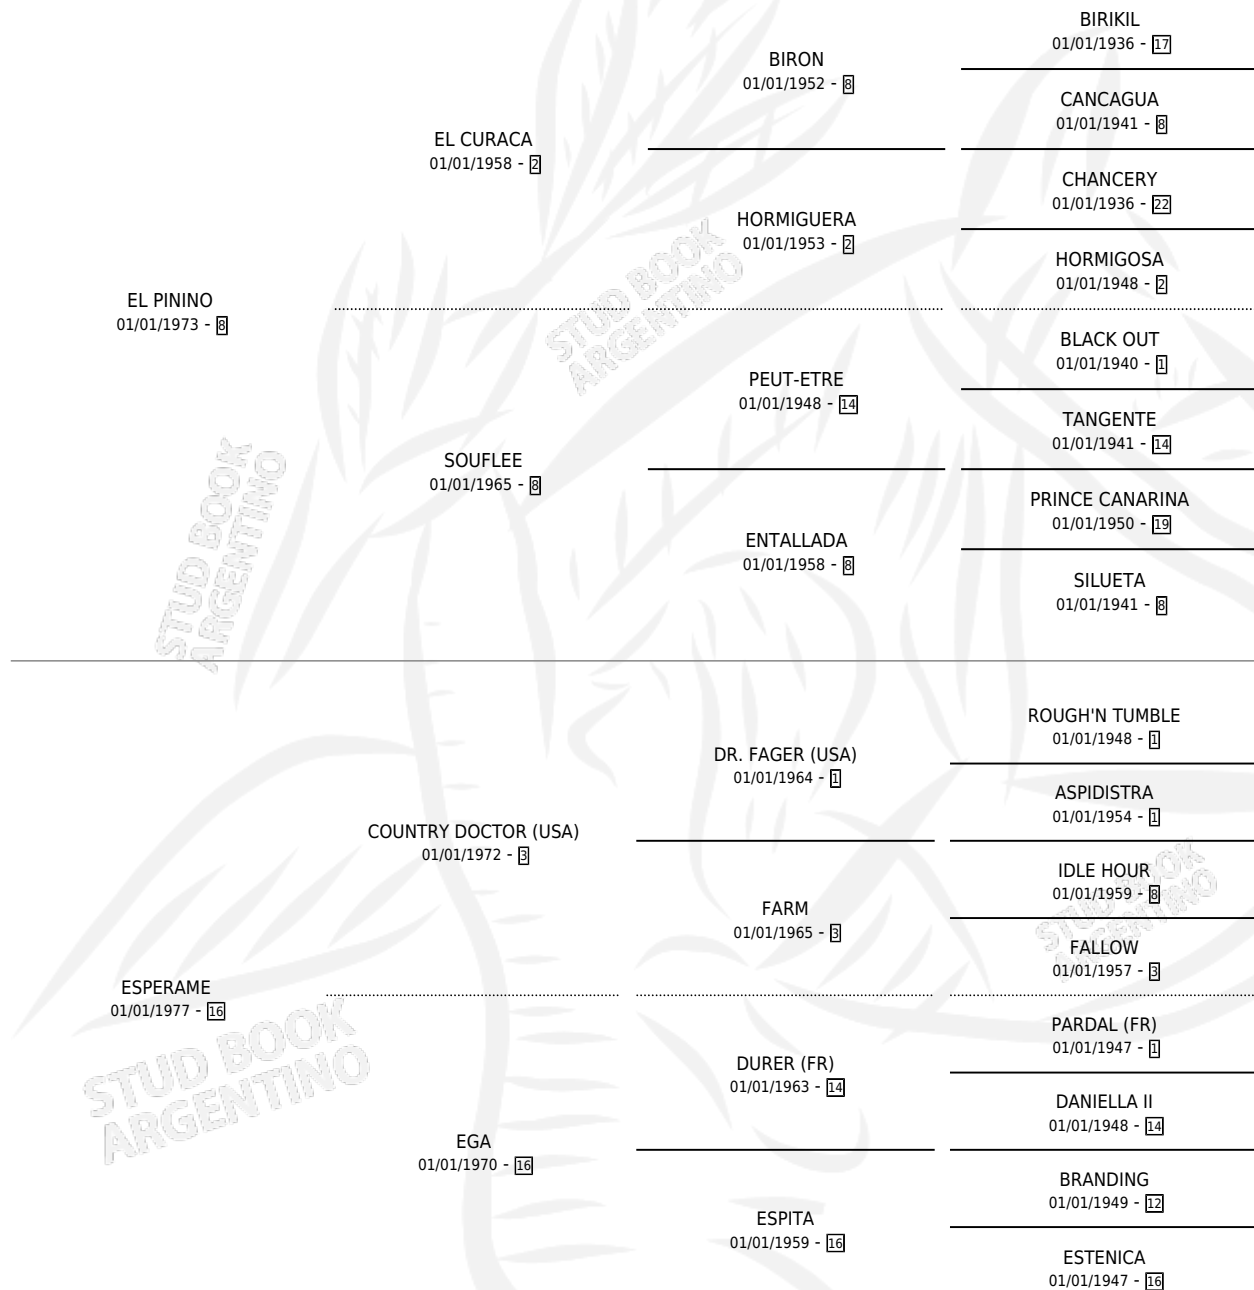 BIRIKIL
01/01/1936 - 17
BIRON
01/01/1952 - 8
CANCAGUA
01/01/1941 - 8
EL CURACA
01/01/1958 - 2
CHANCERY
01/01/1936 - 22
HORMIGUERA
01/01/1953 - 2
HORMIGOSA
01/01/1948 - 2
EL PININO
01/01/1973 - 8
BLACK OUT
01/01/1940 - 1
PEUT-ETRE
01/01/1948 - 14
TANGENTE
01/01/1941 - 14
SOUFLEE
01/01/1965 - 8
PRINCE CANARINA
01/01/1950 - 19
ENTALLADA
01/01/1958 - 8
SILUETA
01/01/1941 - 8
STUD BOOK
ARGENTINO
STUD BOOK
ARGENTINO
ROUGH'N TUMBLE
01/01/1948 - 1
DR. FAGER (USA)
01/01/1964 - 1
ASPIDISTRA
01/01/1954 - 1
COUNTRY DOCTOR (USA)
01/01/1972 - 3
IDLE HOUR
01/01/1959 - 8
FARM
01/01/1965 - 3
FALLOW
01/01/1957 - 3
STUD BOOK
ARGENTINO
ESPERAME
01/01/1977 - 16
PARDAL (FR)
01/01/1947 - 1
DURER (FR)
01/01/1963 - 14
DANIELLA II
01/01/1948 - 14
EGA
01/01/1970 - 16
BRANDING
01/01/1949 - 12
ESPITA
01/01/1959 - 16
ESTENICA
01/01/1947 - 16
STUD BOOK
ARGENTINO